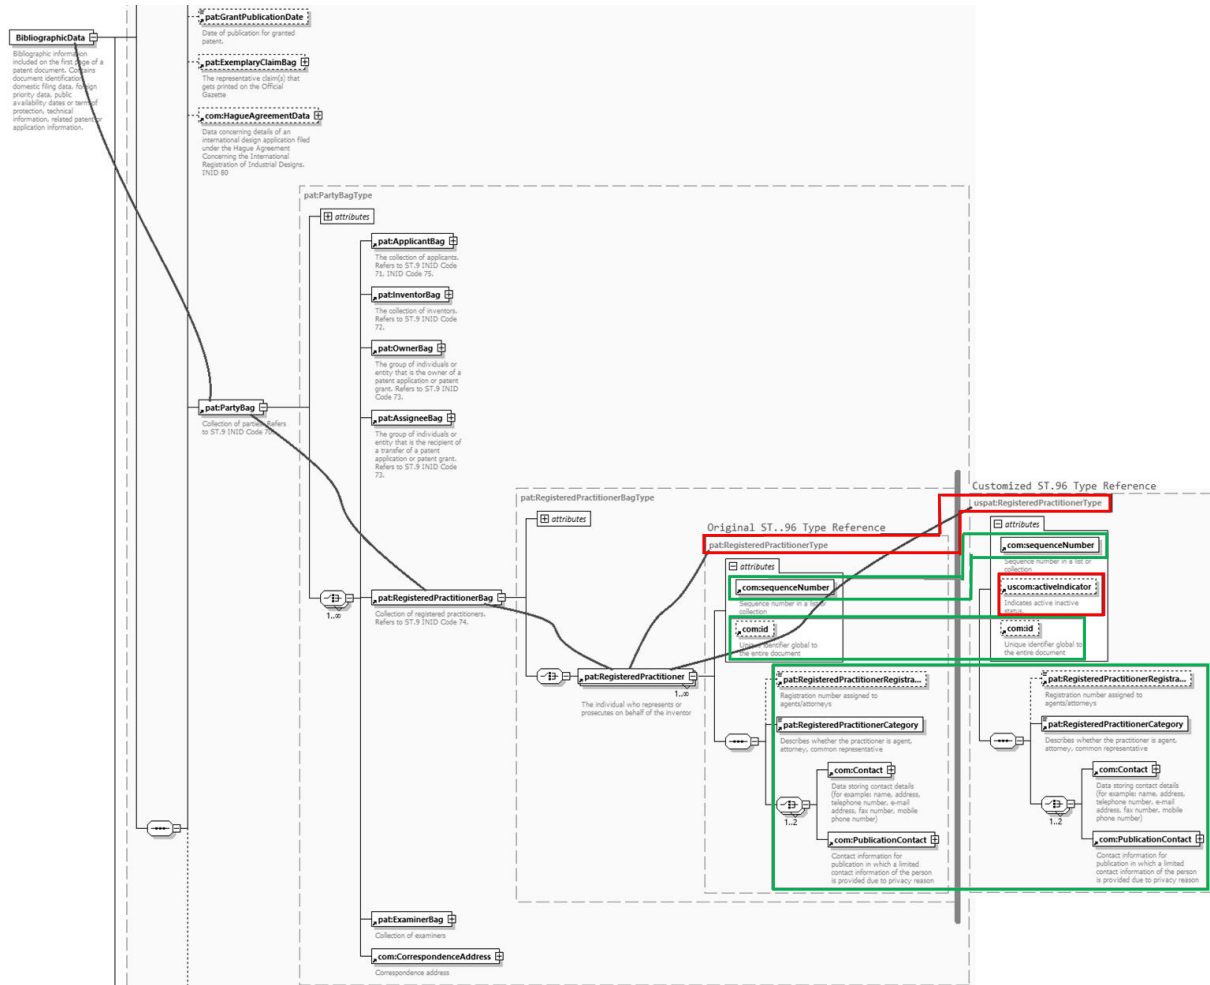 pat:GrantPublicationDate
Date of publication for granted
patent.
BibliographicData
Bibliographic information
included on the first page of a
patent document. Contains
document identification,
domestic filing data, foreign
priority data, public
availability dates or term of
protection, technical
information, related patent or
application information.
pat:ExemplaryClaimBag
The representative claim(s) that
gets printed on the Official
Gazette
com:HagueAgreementData
Data concerning details of an
international design application filed
under the Hague Agreement
Concerning the International
Registration of Industrial Designs.
INID 80
pat:PartyBagType
attributes
pat:ApplicantBag
The collection of applicants.
Refers to ST.9 INID Code
71, INID Code 75.
pat:InventorBag
The collection of inventors.
Refers to ST.9 INID Code
72.
pat:OwnerBag
The group of individuals or
entity that is the owner of a
patent application or patent
grant. Refers to ST.9 INID
Code 73.
pat:PartyBag
Collection of parties. Refers
to ST.9 INID Code 70.
pat:AssigneeBag
The group of individuals or
entity that is the recipient of
a transfer of a patent
application or patent grant.
Refers to ST.9 INID Code
73.
1..∞
pat:RegisteredPractitionerBag
Collection of registered practitioners.
Refers to ST.9 INID Code 74.
pat:RegisteredPractitionerBagType
attributes
pat:RegisteredPractitioner
1..∞
The individual who represents or
prosecutes on behalf of the inventor
Original ST..96 Type Reference
pat:RegisteredPractitionerType
attributes
com:sequenceNumber
Sequence number in a list or
collection
com:id
Unique identifier global to
the entire document
pat:RegisteredPractitionerRegistra...
Registration number assigned to
agents/attorneys
pat:RegisteredPractitionerCategory
Describes whether the practitioner is agent,
attorney, common representative
com:Contact
Data storing contact details
(for example: name, address,
telephone number, e-mail
address, fax number, mobile
phone number)
1..2
com:PublicationContact
Contact information for
publication in which a limited
contact information of the person
is provided due to privacy reason
Customized ST.96 Type Reference
uspat:RegisteredPractitionerType
attributes
com:sequenceNumber
Sequence number in a list or
collection
uscom:activeIndicator
Indicates active inactive
status.
com:id
Unique identifier global to
the entire document
pat:RegisteredPractitionerRegistra...
Registration number assigned to
agents/attorneys
pat:RegisteredPractitionerCategory
Describes whether the practitioner is agent,
attorney, common representative
com:Contact
Data storing contact details
(for example: name, address,
telephone number, e-mail
address, fax number, mobile
phone number)
1..2
com:PublicationContact
Contact information for
publication in which a limited
contact information of the person
is provided due to privacy reason
pat:ExaminerBag
Collection of examiners
com:CorrespondenceAddress
Correspondence address